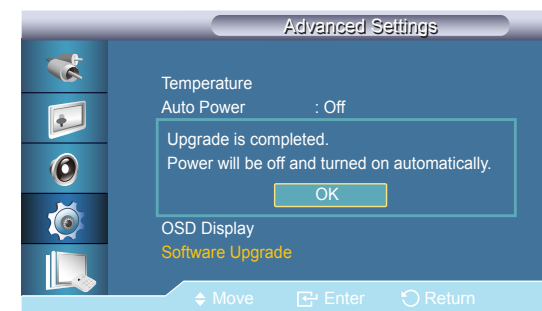 Advanced Settings
Temperature
Auto Power : Off
Upgrade is completed.
Power will be off and turned on automatically.
OK
OSD Display
Software Upgrade
Move Enter Return